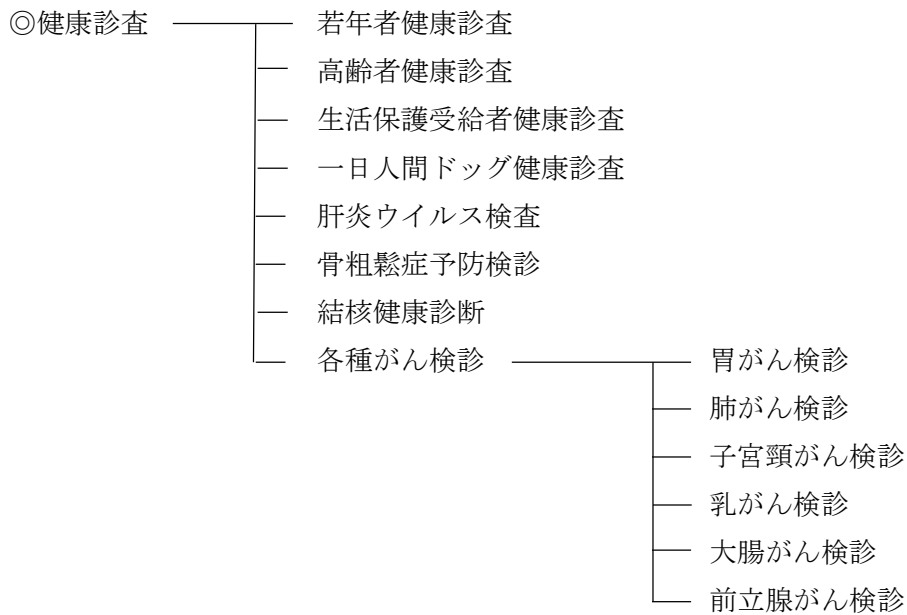 ◎健康診査 若年者健康診査
高齢者健康診査
生活保護受給者健康診査
一日人間ドッグ健康診査
肝炎ウイルス検査
骨粗鬆症予防検診
結核健康診断
各種がん検診 胃がん検診
肺がん検診
子宮頸がん検診
乳がん検診
大腸がん検診
前立腺がん検診